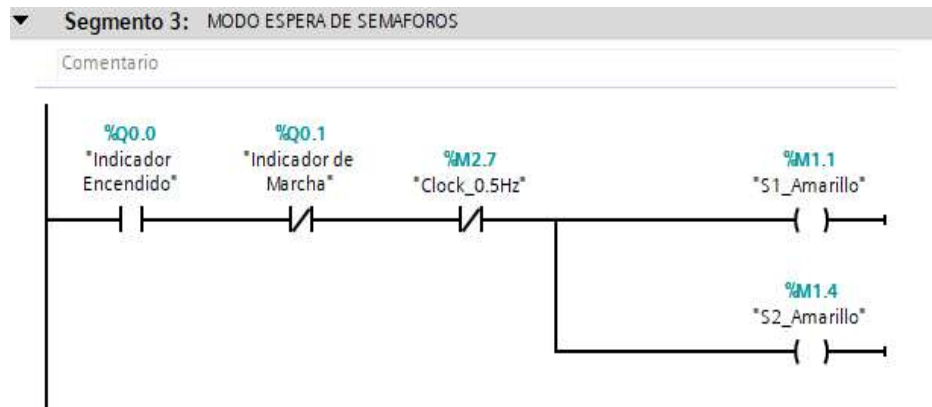 Segmento 3: MODO ESPERA DE SEMAFOROS
Comentario
%Q0.0
"Indicador
Encendido"
%Q0.1
"Indicador de
Marcha"
%M2.7
"Clock_0.5Hz"
%M1.1
"S1_Amarillo"
%M1.4
"S2_Amarillo"